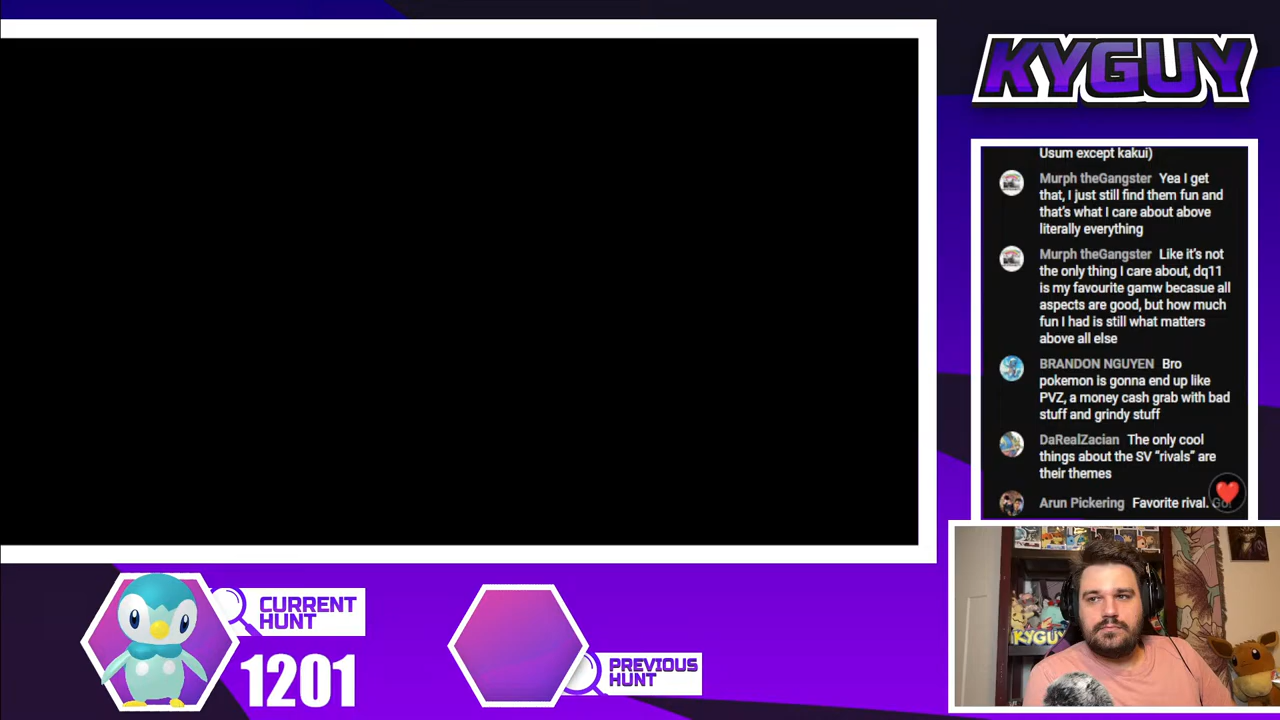 KYGUY
Usum except kakui)
Murph theGangster Yea I get
that, I just still find them fun and
that's what I care about above
literally everything
Murph theGangster Like it's not
the only thing I care about, dq11
is my favourite gamw becasue all
aspects are good, but how much
fun I had is still what matters
above all else
BRANDON NGUYEN Bro
pokemon is gonna end up like
PVZ, a money cash grab with bad
stuff and grindy stuff
DaRealZacian The only cool
things about the SV “rivals” are
their themes
Arun Pickering Favorite rival. Go!
CURRENT
HUNT
1201
PREVIOUS
HUNT
KYGUY